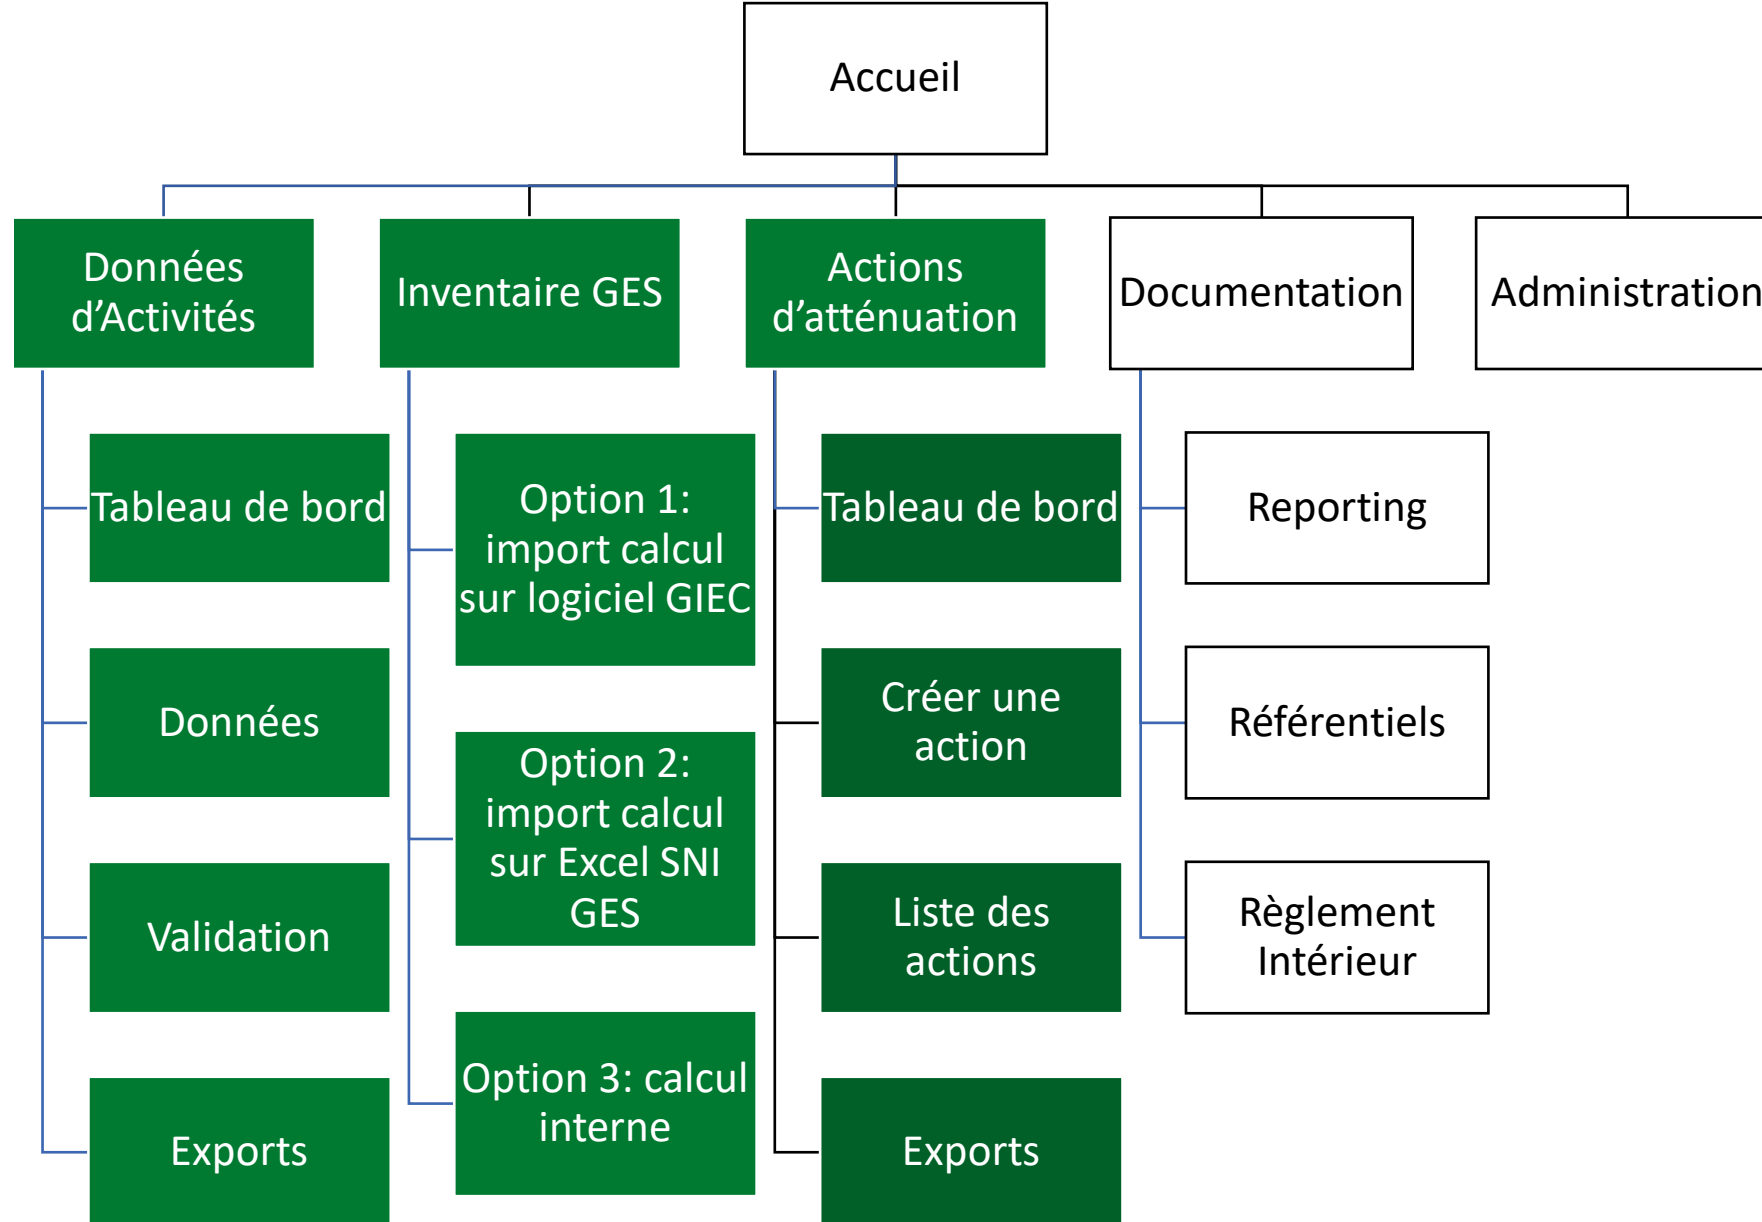 Accueil
Données
d’Activités
Inventaire GES
Actions
d’atténuation
Documentation
Administration
Tableau de bord
Données
Validation
Exports
Option 1:
import calcul
sur logiciel GIEC
Option 2:
import calcul
sur Excel SNI
GES
Option 3: calcul
interne
Tableau de bord
Créer une
action
Liste des
actions
Exports
Reporting
Référentiels
Règlement
Intérieur